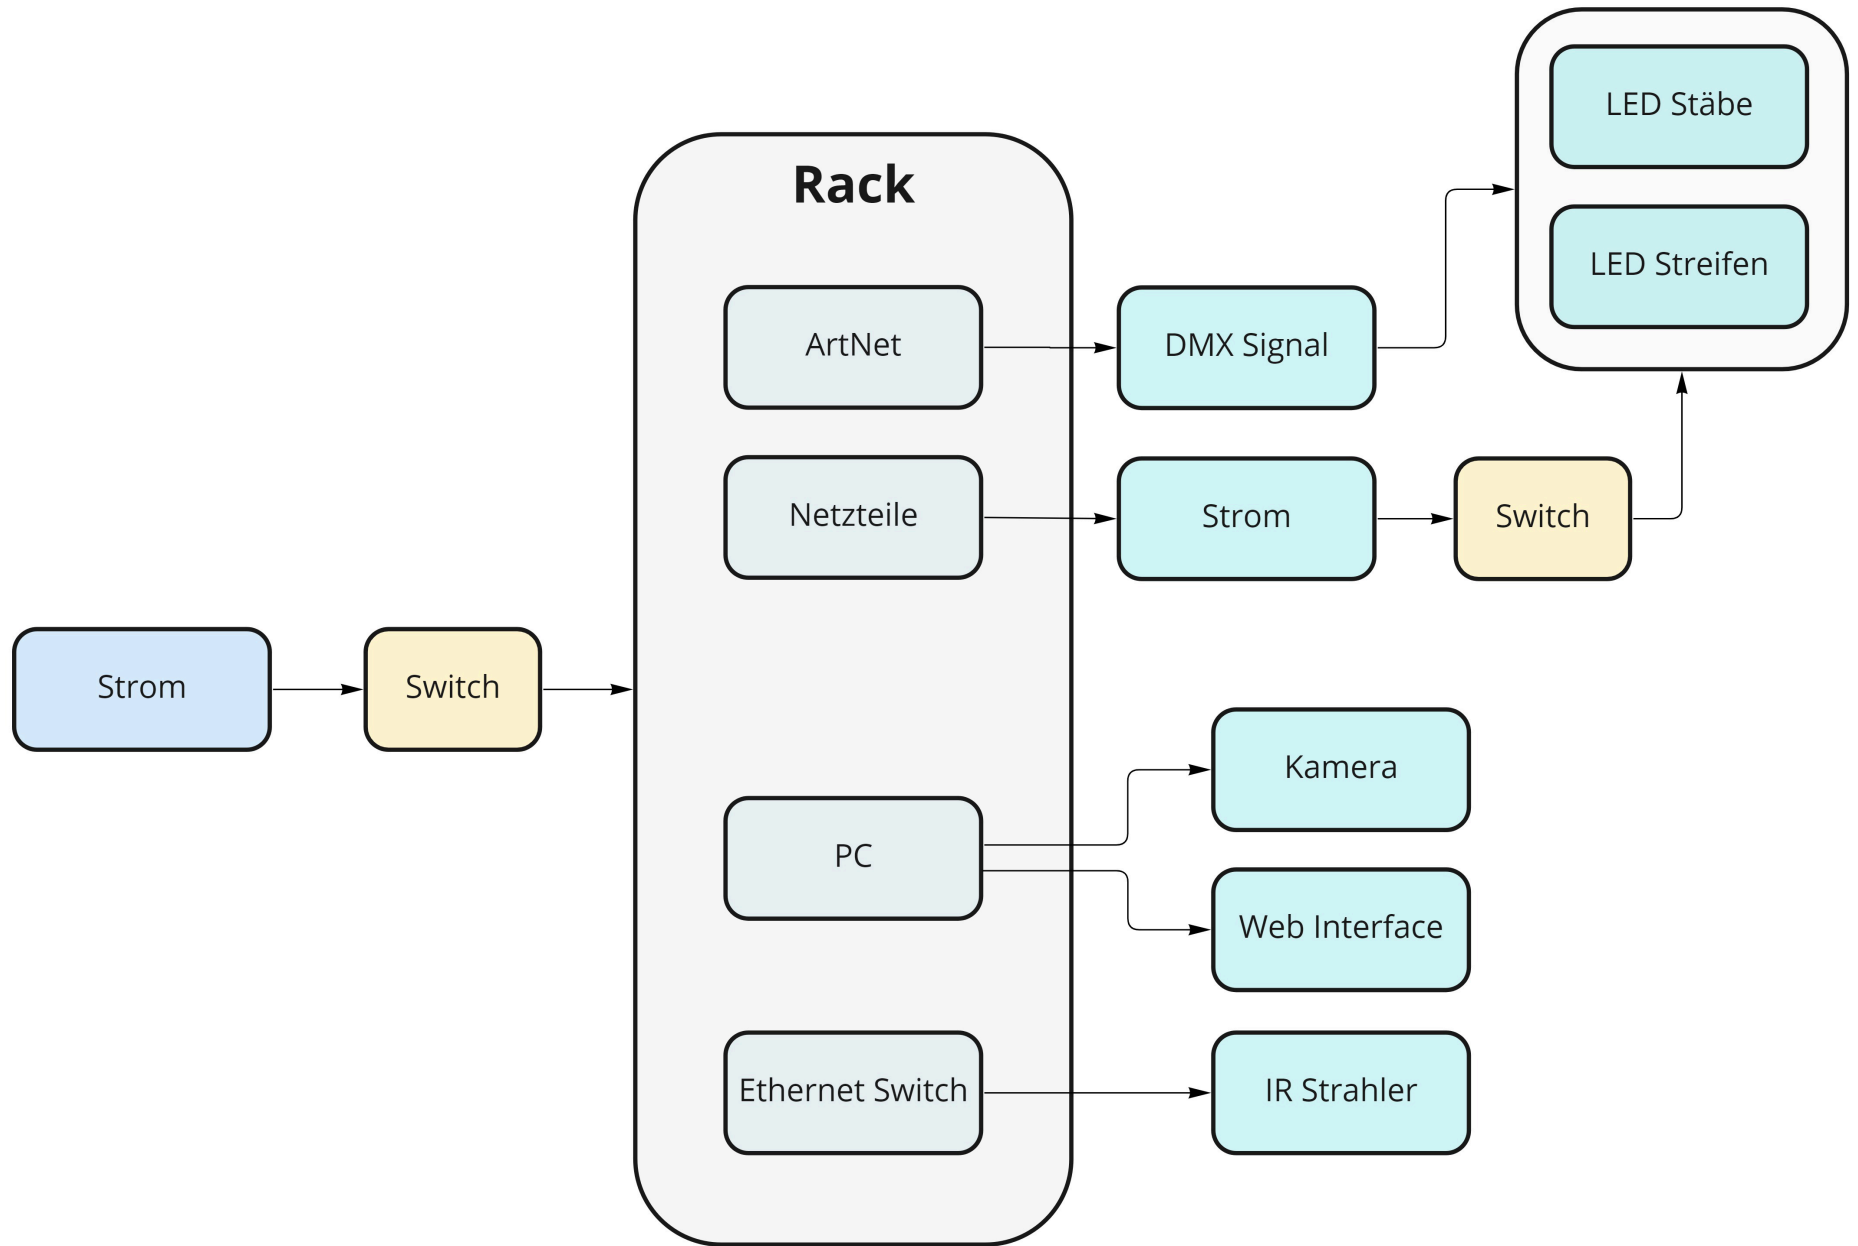 LED Stäbe
LED Streifen
Rack
ArtNet
DMX Signal
Netzteile
Strom
Switch
Strom
Switch
Kamera
PC
Web Interface
Ethernet Switch
IR Strahler